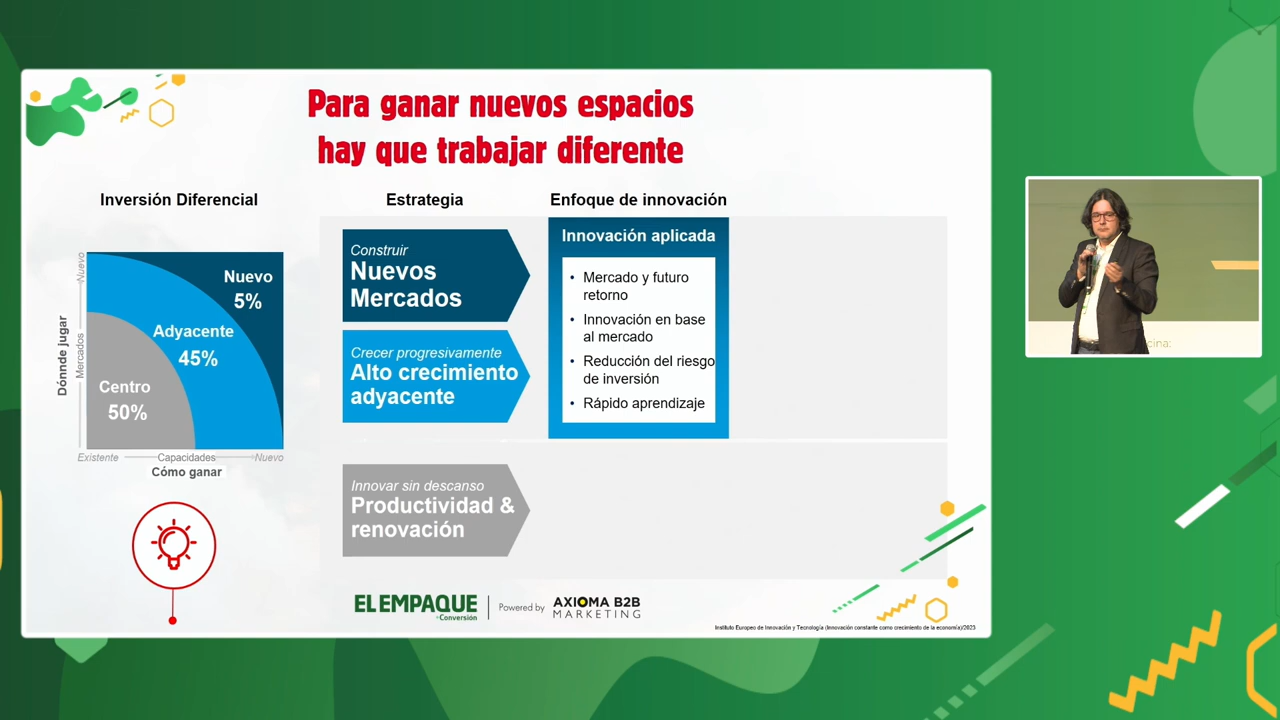 Para ganar nuevos espacios
hay que trabajar diferente
Inversión Diferencial
Estrategia
Enfoque de innovación
Nuevo
Mercados
Dónnde jugar
Nuevo
5%
Adyacente
45%
Centro
50%
Existente
Capacidades
Nuevo
Cómo ganar
Construir
Nuevos
Mercados
Crecer progresivamente
Alto crecimiento
adyacente
Innovar sin descanso
Productividad &
renovación
Innovación aplicada
• Mercado y futuro
retorno
• Innovación en base
al mercado
• Reducción del riesgo
de inversión
• Rápido aprendizaje
EL EMPAQUE
+Conversión
Powered by
AXIOMA B2B
MARKETING
Instituto Europeo de Innovación y Tecnología (Innovación constante como crecimiento de la economía)/2023
cina: